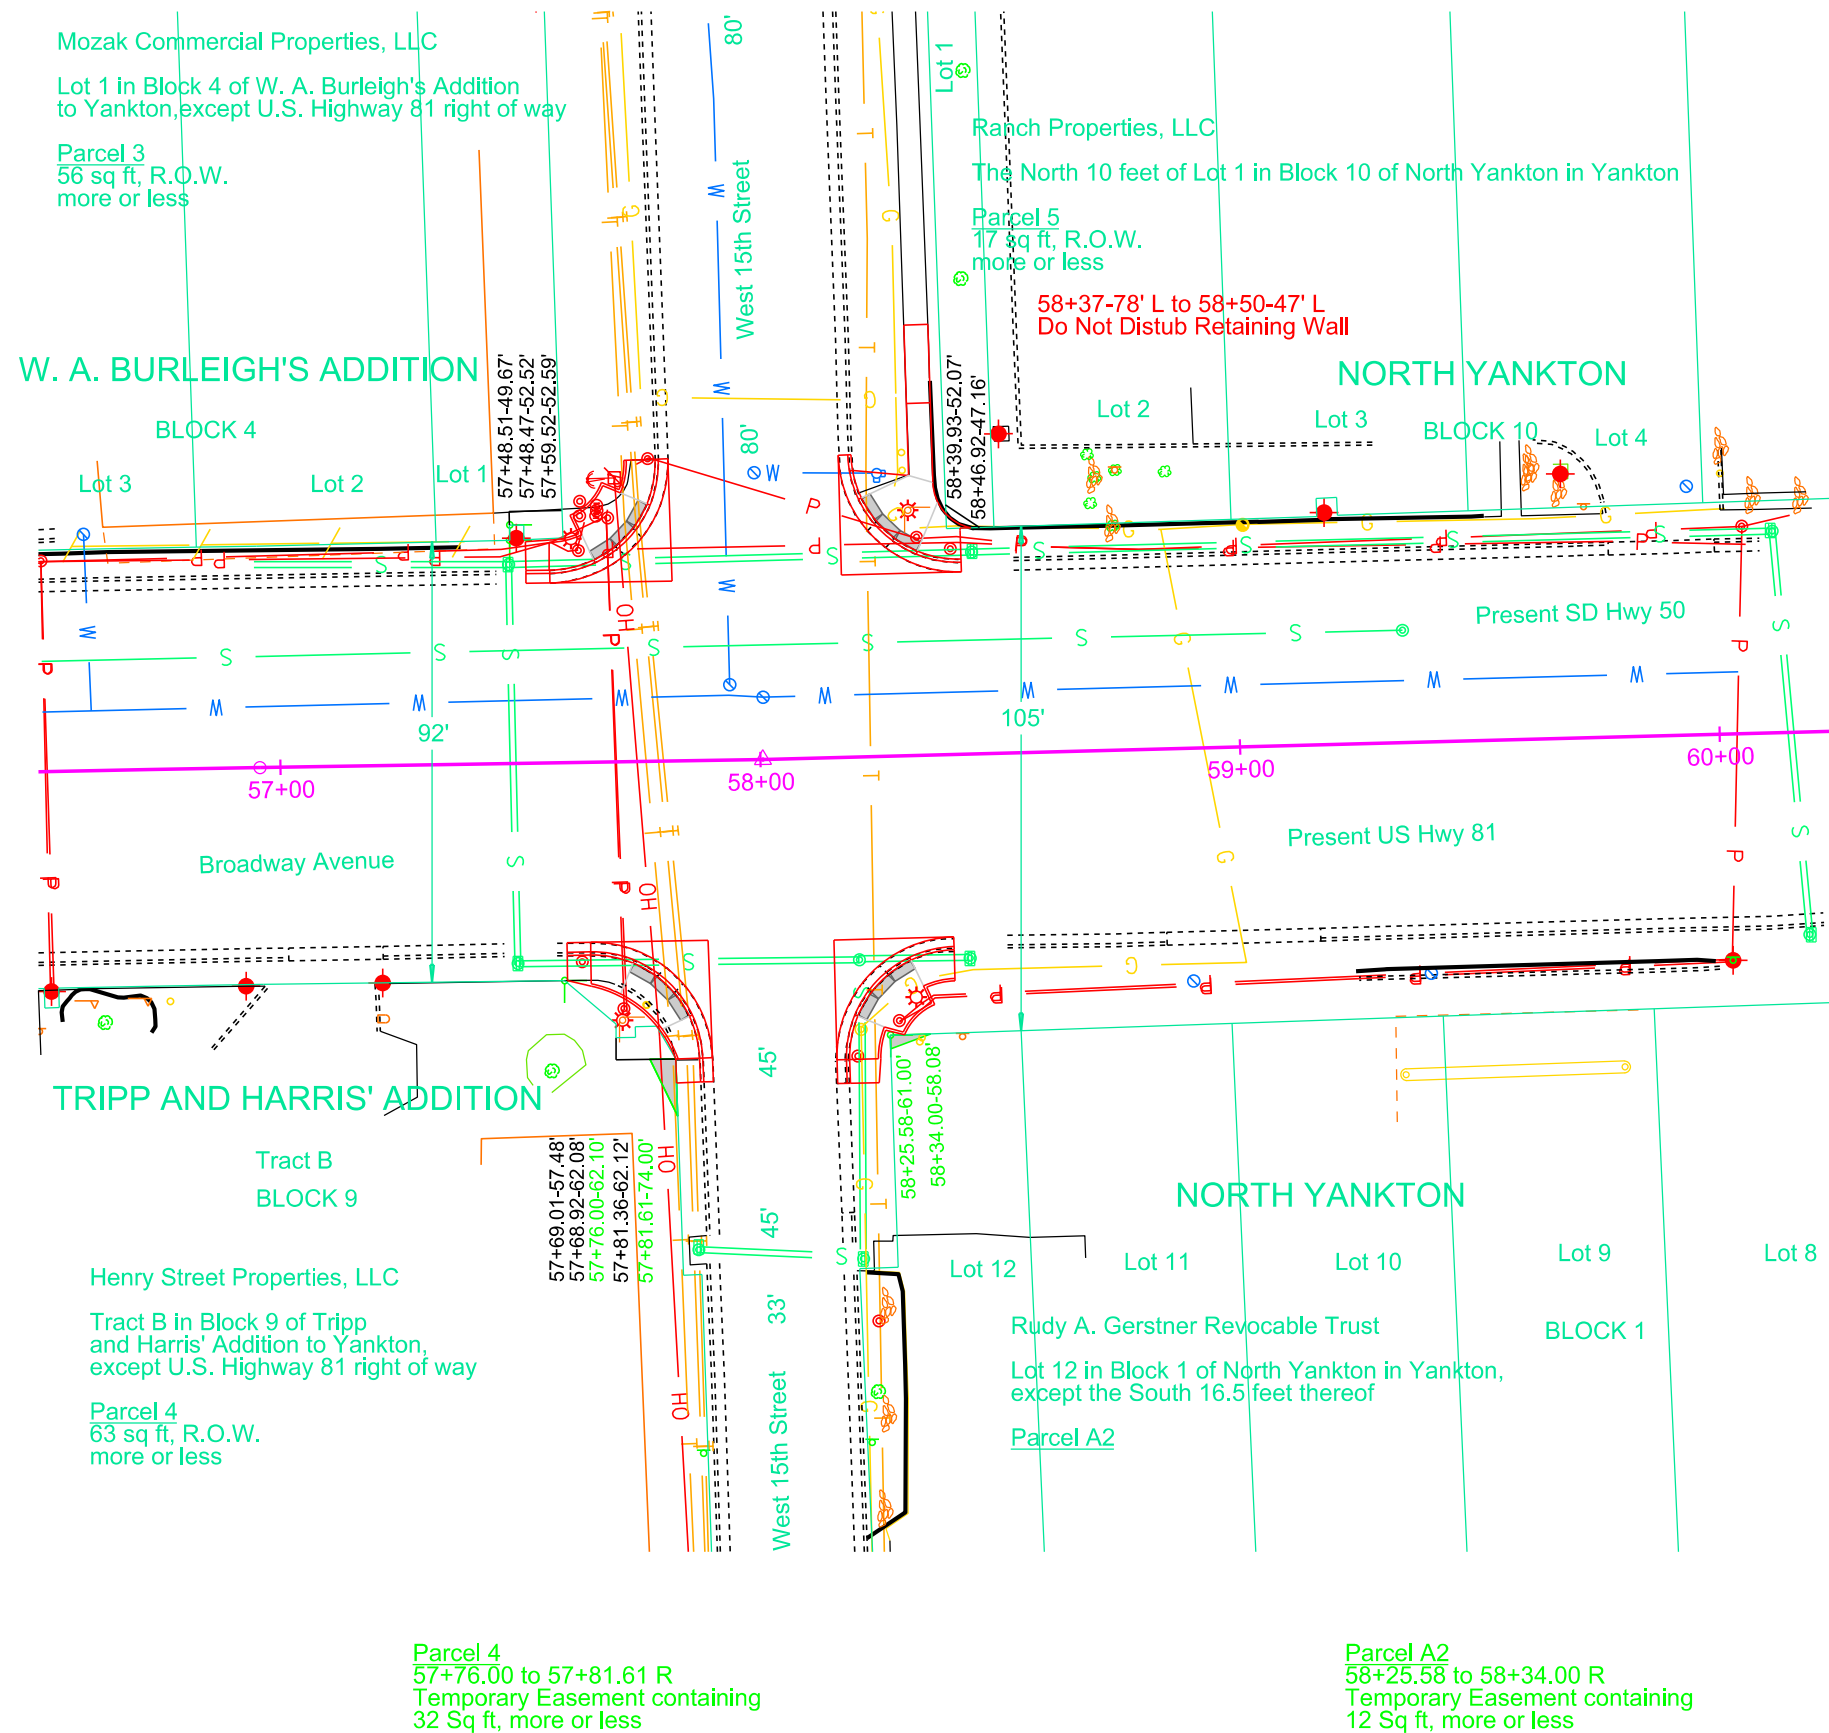 Mozak Commercial Properties, LLC
Lot 1 in Block 4 of W. A. Burleigh's Addition
to Yankton,except U.S. Highway 81 right of way
Parcel 3
56 sq ft, R.O.W.
more or less
80'
West 15th Street
80'
Lot 1
Ranch Properties, LLC
The North 10 feet of Lot 1 in Block 10 of North Yankton in Yankton
Parcel 5
17 sq ft, R.O.W.
more or less
58+37-78' L to 58+50-47' L
Do Not Distub Retaining Wall
W. A. BURLEIGH'S ADDITION
BLOCK 4
Lot 3
Lot 2
Lot 1
57+48.51-49.67'
57+48.47-52.52'
57+59.52-52.59'
58+39.93-52.07'
58+46.92-47.16'
NORTH YANKTON
Lot 2
Lot 3
BLOCK 10
Lot 4
Present SD Hwy 50
92'
105'
57+00
58+00
59+00
60+00
Broadway Avenue
Present US Hwy 81
TRIPP AND HARRIS' ADDITION
Tract B
BLOCK 9
57+69.01-57.48'
57+68.92-62.08'
57+76.00-62.10'
57+81.36-62.12'
57+81.61-74.00'
45'
45'
33'
West 15th Street
58+25.58-61.00'
58+34.00-58.08'
NORTH YANKTON
Lot 12
Lot 11
Lot 10
Lot 9
Lot 8
BLOCK 1
Henry Street Properties, LLC
Tract B in Block 9 of Tripp
and Harris' Addition to Yankton,
except U.S. Highway 81 right of way
Parcel 4
63 sq ft, R.O.W.
more or less
Rudy A. Gerstner Revocable Trust
Lot 12 in Block 1 of North Yankton in Yankton,
except the South 16.5 feet thereof
Parcel A2
Parcel 4
57+76.00 to 57+81.61 R
Temporary Easement containing
32 Sq ft, more or less
Parcel A2
58+25.58 to 58+34.00 R
Temporary Easement containing
12 Sq ft, more or less